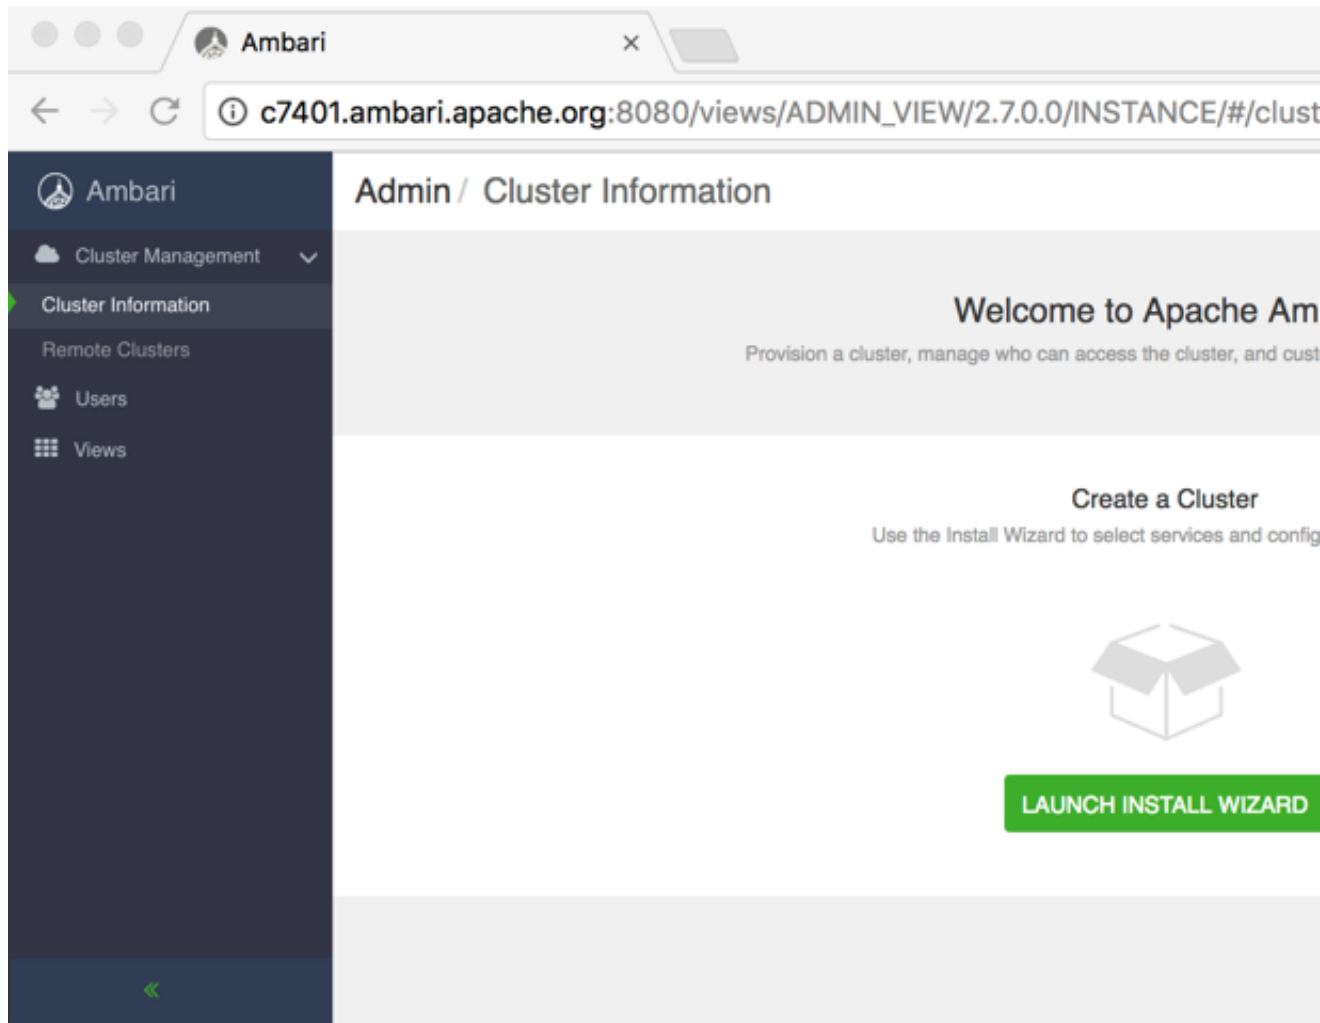 Ambari
c7401.ambari.apache.org:8080/views/ADMIN_VIEW/2.7.0.0/INSTANCE/#/clust
Ambari
Admin / Cluster Information
Cluster Management
Cluster Information
Remote Clusters
Users
Views
Welcome to Apache Am
Provision a cluster, manage who can access the cluster, and cust
Create a Cluster
Use the Install Wizard to select services and config
LAUNCH INSTALL WIZARD